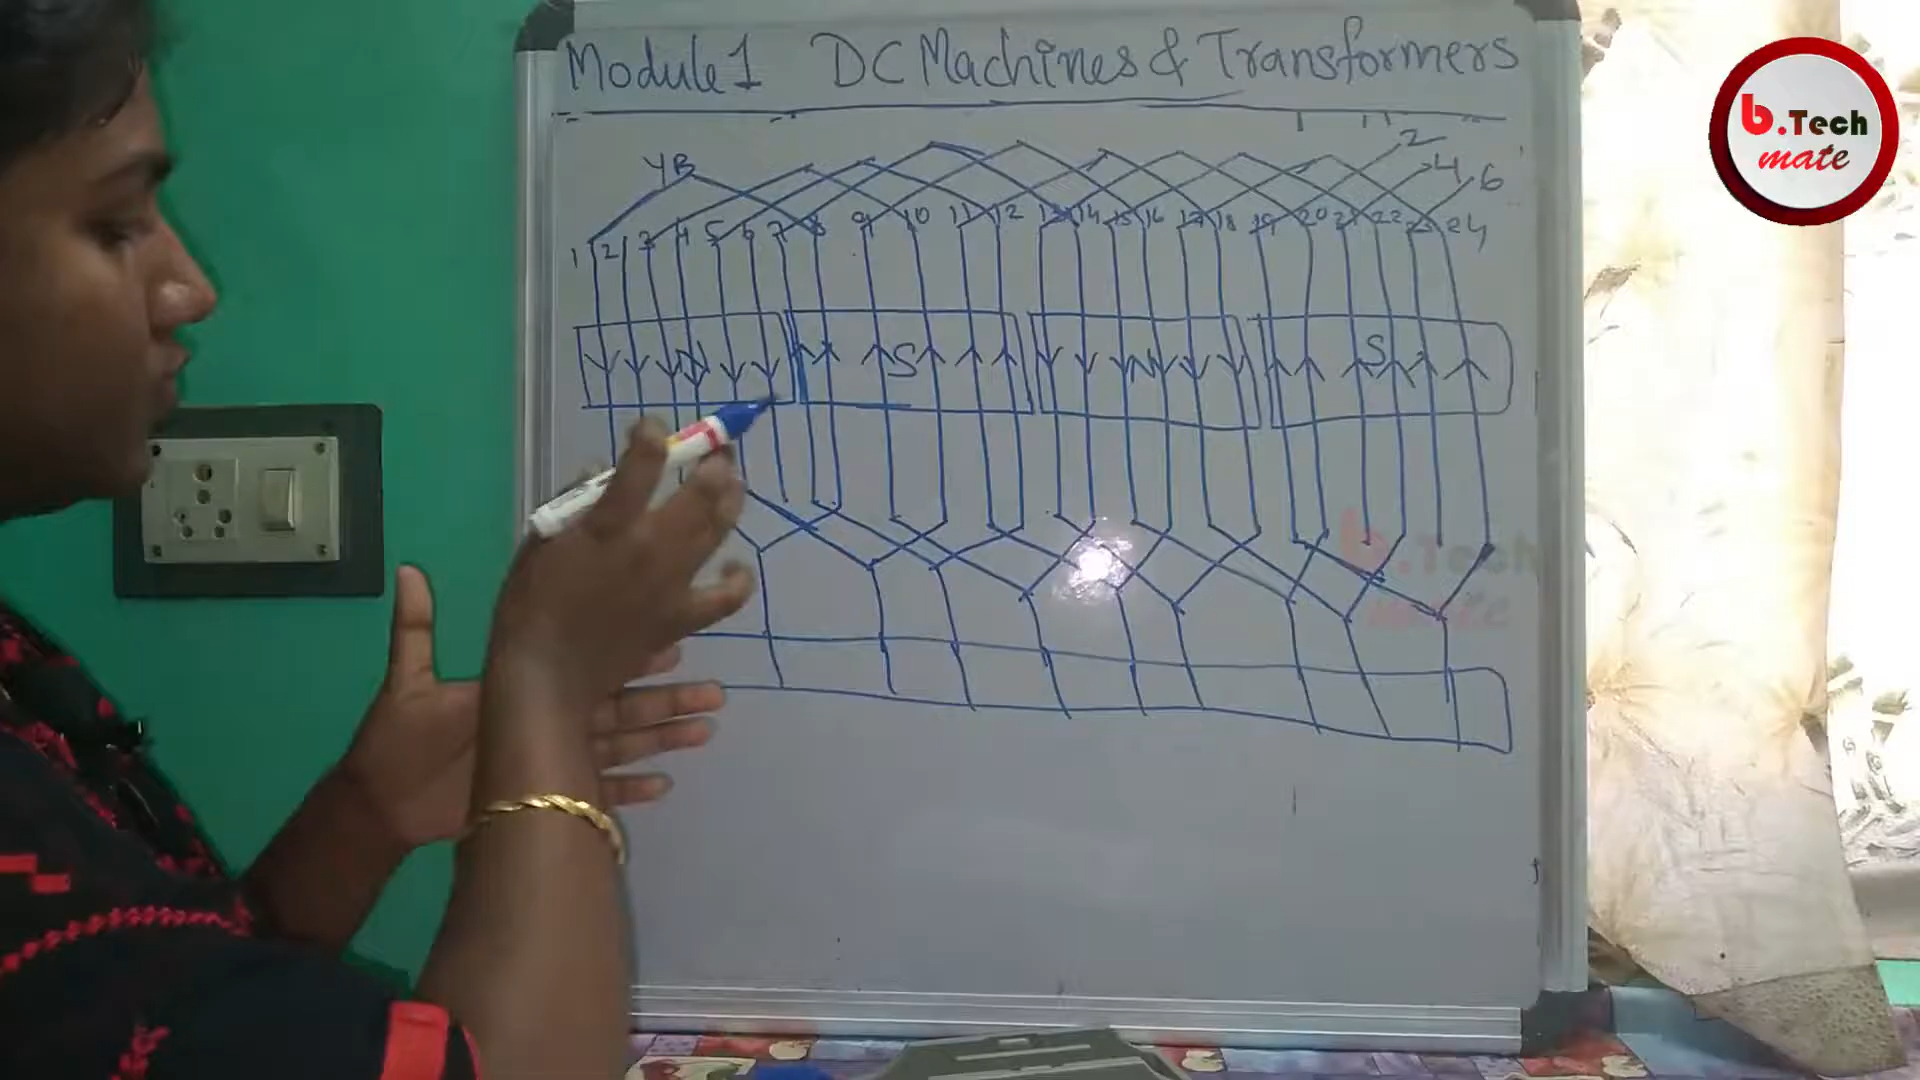 Module 1 DC Machines & Transformers
b.Tech
mate
YB
2
4
6
1 2 3 4 5 6 7 8 9 10 11 12 13 14 15 16 17 18 19 20 21 22 23 24
N S N S